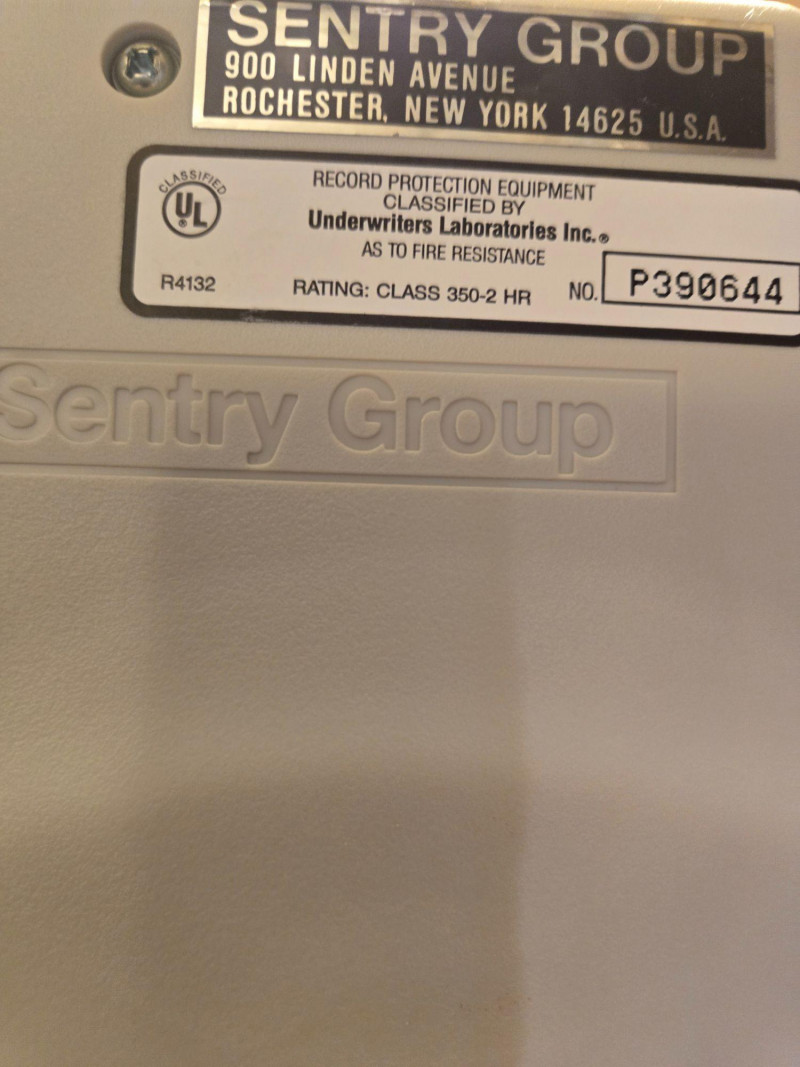 SENTRY GROUP
900 LINDEN AVENUE
ROCHESTER, NEW YORK 14625 U.S.A.
CLASSIFIED
UL®
R4132
RECORD PROTECTION EQUIPMENT
CLASSIFIED BY
Underwriters Laboratories Inc.®
AS TO FIRE RESISTANCE
RATING: CLASS 350-2 HR
NO. P390644
Sentry Group